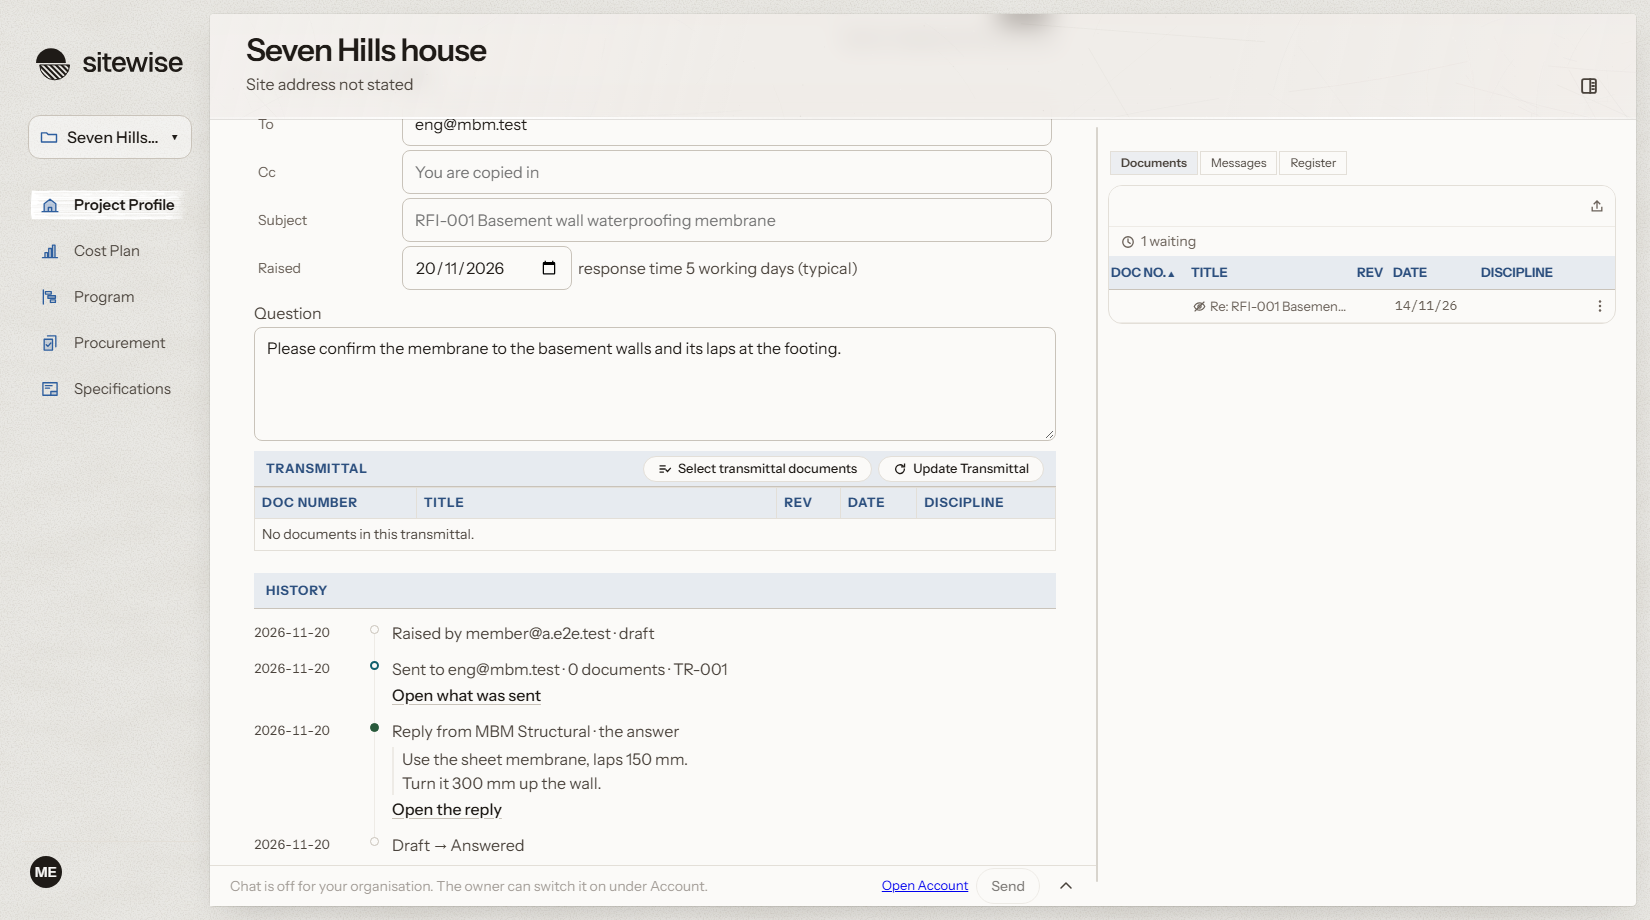 sitewise
Seven Hills...
Project Profile
Cost Plan
Program
Procurement
Specifications
ME
Seven Hills house
Site address not stated
To
eng@mbm.test
Cc
You are copied in
Subject
RFI-001 Basement wall waterproofing membrane
Raised
20/11/2026
response time 5 working days (typical)
Question
Please confirm the membrane to the basement walls and its laps at the footing.
TRANSMITTAL
Select transmittal documents
Update Transmittal
DOC NUMBER TITLE REV DATE DISCIPLINE
No documents in this transmittal.
HISTORY
2026-11-20 Raised by member@a.e2e.test · draft
2026-11-20 Sent to eng@mbm.test · 0 documents · TR-001
Open what was sent
2026-11-20 Reply from MBM Structural · the answer
Use the sheet membrane, laps 150 mm.
Turn it 300 mm up the wall.
Open the reply
2026-11-20 Draft → Answered
Chat is off for your organisation. The owner can switch it on under Account.
Open Account
Send
Documents Messages Register
1 waiting
DOC NO. ▲ TITLE REV DATE DISCIPLINE
Re: RFI-001 Basemen... 14/11/26